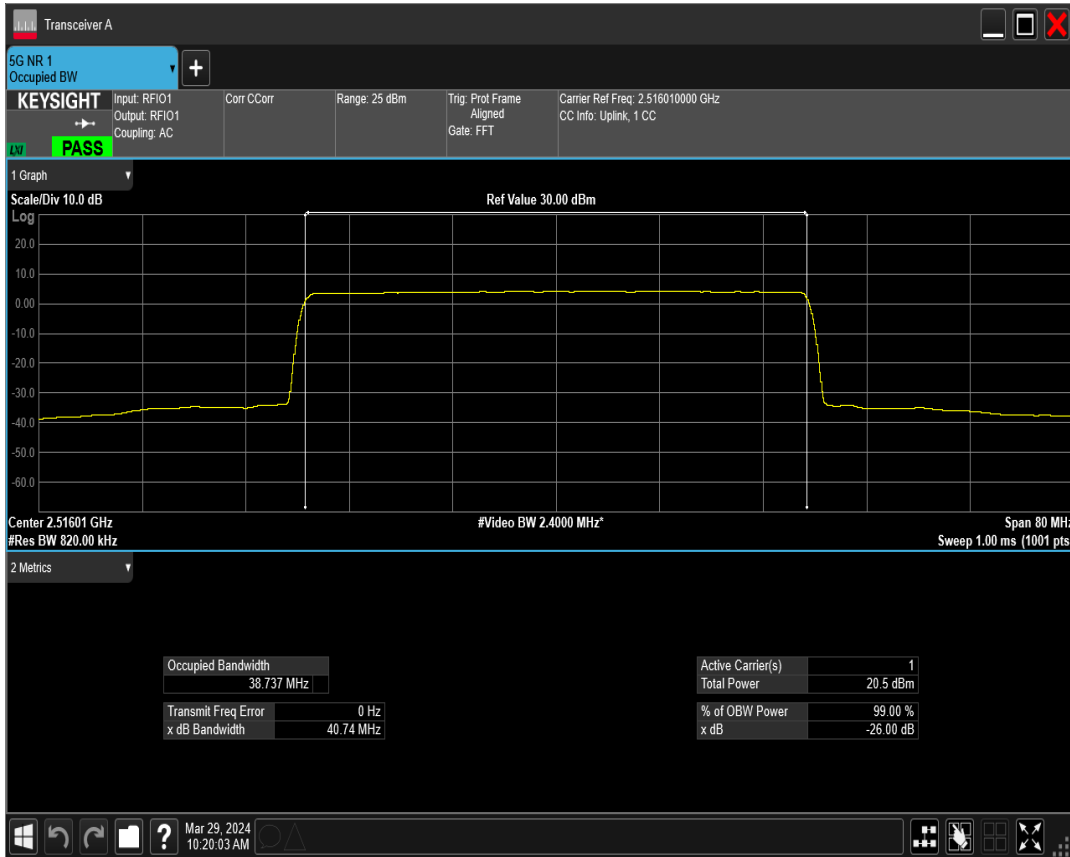 Transceiver A
5G NR 1
Occupied BW
KEYSIGHT
LXI
PASS
Input: RFIO1
Output: RFIO1
Coupling: AC
Corr CCorr
Range: 25 dBm
Trig: Prot Frame
Aligned
Gate: FFT
Carrier Ref Freq: 2.516010000 GHz
CC Info: Uplink, 1 CC
1 Graph
Scale/Div 10.0 dB
Ref Value 30.00 dBm
Log
20.0
10.0
0.00
-10.0
-20.0
-30.0
-40.0
-50.0
-60.0
Center 2.51601 GHz
#Video BW 2.4000 MHz*
Span 80 MHz
#Res BW 820.00 kHz
Sweep 1.00 ms (1001 pts
2 Metrics
Occupied Bandwidth
38.737 MHz
Transmit Freq Error 0 Hz
x dB Bandwidth 40.74 MHz
Active Carrier(s) 1
Total Power 20.5 dBm
% of OBW Power 99.00 %
x dB -26.00 dB
?
Mar 29, 2024
10:20:03 AM